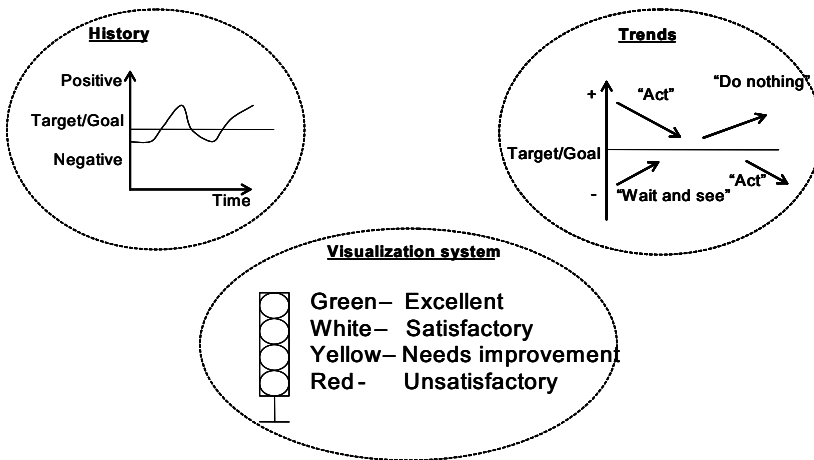 History
Positive
Target/Goal
Negative
Time
Trends
+
“Act”
“Do nothing”
Target/Goal
-
“Wait and see”
“Act”
Visualization system
Green– Excellent
White– Satisfactory
Yellow– Needs improvement
Red - Unsatisfactory